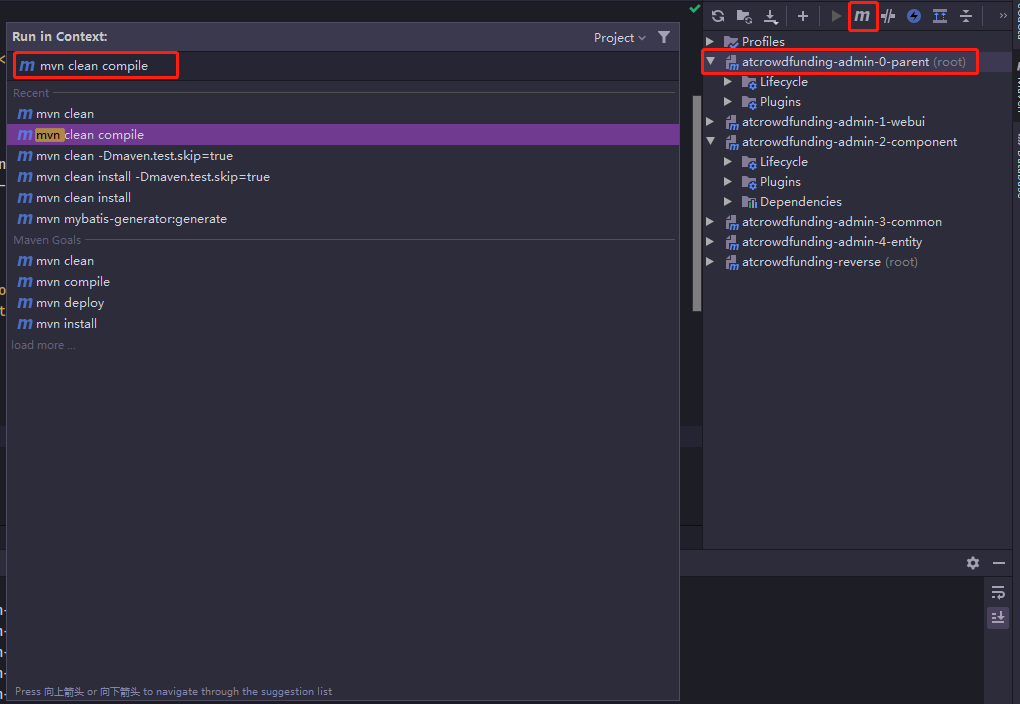 Run in Context:
Project
mvn clean compile
Recent
mvn clean
mvn clean compile
mvn clean -Dmaven.test.skip=true
mvn clean install -Dmaven.test.skip=true
mvn clean install
mvn mybatis-generator:generate
Maven Goals
mvn clean
mvn compile
mvn deploy
mvn install
load more ...
Press 向上箭头 or 向下箭头 to navigate through the suggestion list
m
Profiles
atcrowdfunding-admin-0-parent (root)
Lifecycle
Plugins
atcrowdfunding-admin-1-webui
atcrowdfunding-admin-2-component
Lifecycle
Plugins
Dependencies
atcrowdfunding-admin-3-common
atcrowdfunding-admin-4-entity
atcrowdfunding-reverse (root)